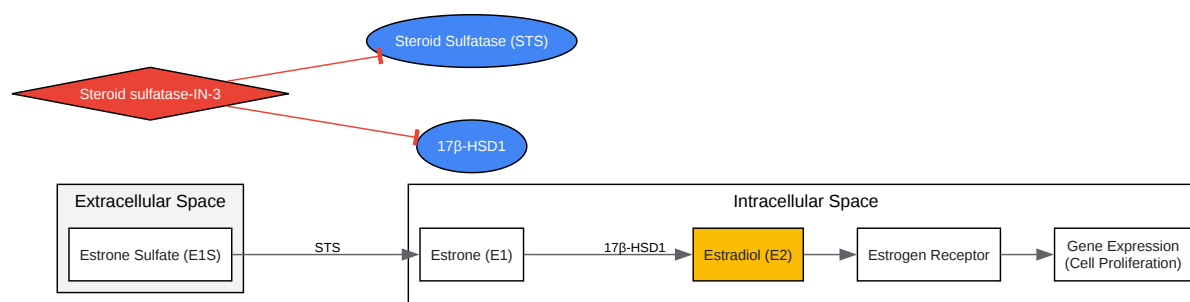 Steroid Sulfatase (STS)
Steroid sulfatase-IN-3
17β-HSD1
Extracellular Space
Intracellular Space
Estrone Sulfate (E1S)
STS
Estrone (E1)
17β-HSD1
Estradiol (E2)
Estrogen Receptor
Gene Expression
(Cell Proliferation)